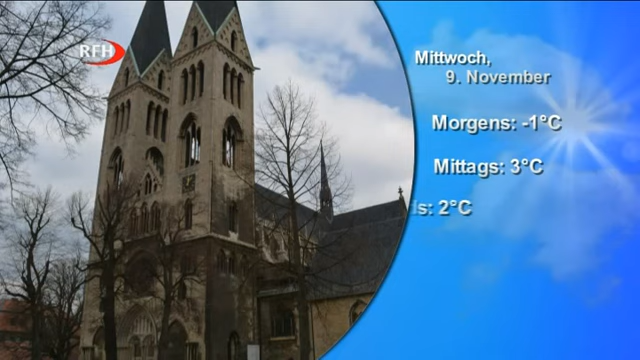 RFH
Mittwoch,
9. November
Morgens: -1°C
Mittags: 3°C
s: 2°C